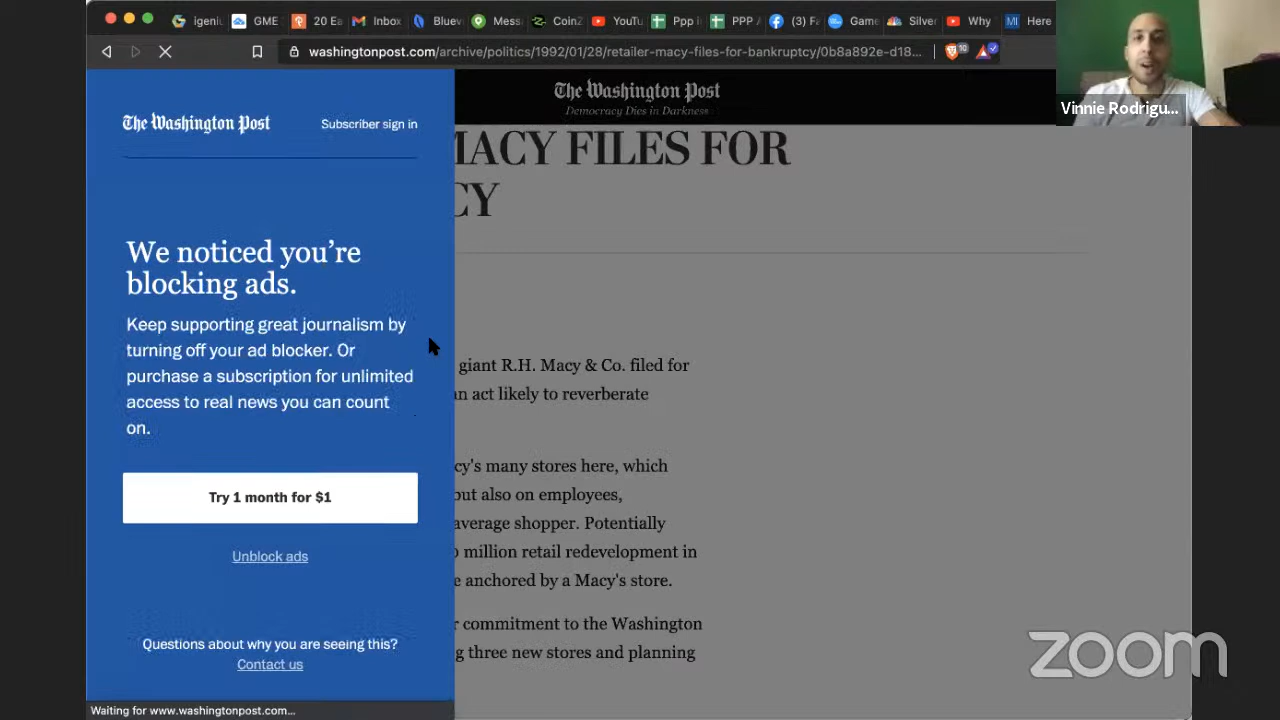 igeni
GME
20 Ea
Inbox
Bluev
Mess
CoinZ
YouTu
Ppp i
PPP A
(3) Fa
Game
Silver
Why
Here
washingtonpost.com/archive/politics/1992/01/28/retailer-macy-files-for-bankruptcy/0b8a892e-d18...
10
Vinnie Rodrigu...
The Washington Post
Democracy Dies in Darkness
The Washington Post
Subscriber sign in
MACY FILES FOR
CY
We noticed you're
blocking ads.
Keep supporting great journalism by
turning off your ad blocker. Or
purchase a subscription for unlimited
access to real news you can count
on.
Try 1 month for $1
Unblock ads
Questions about why you are seeing this?
Contact us
giant R.H. Macy & Co. filed for
an act likely to reverberate
cy's many stores here, which
but also on employees,
average shopper. Potentially
million retail redevelopment in
e anchored by a Macy's store.
r commitment to the Washington
g three new stores and planning
zoom
Waiting for www.washingtonpost.com...